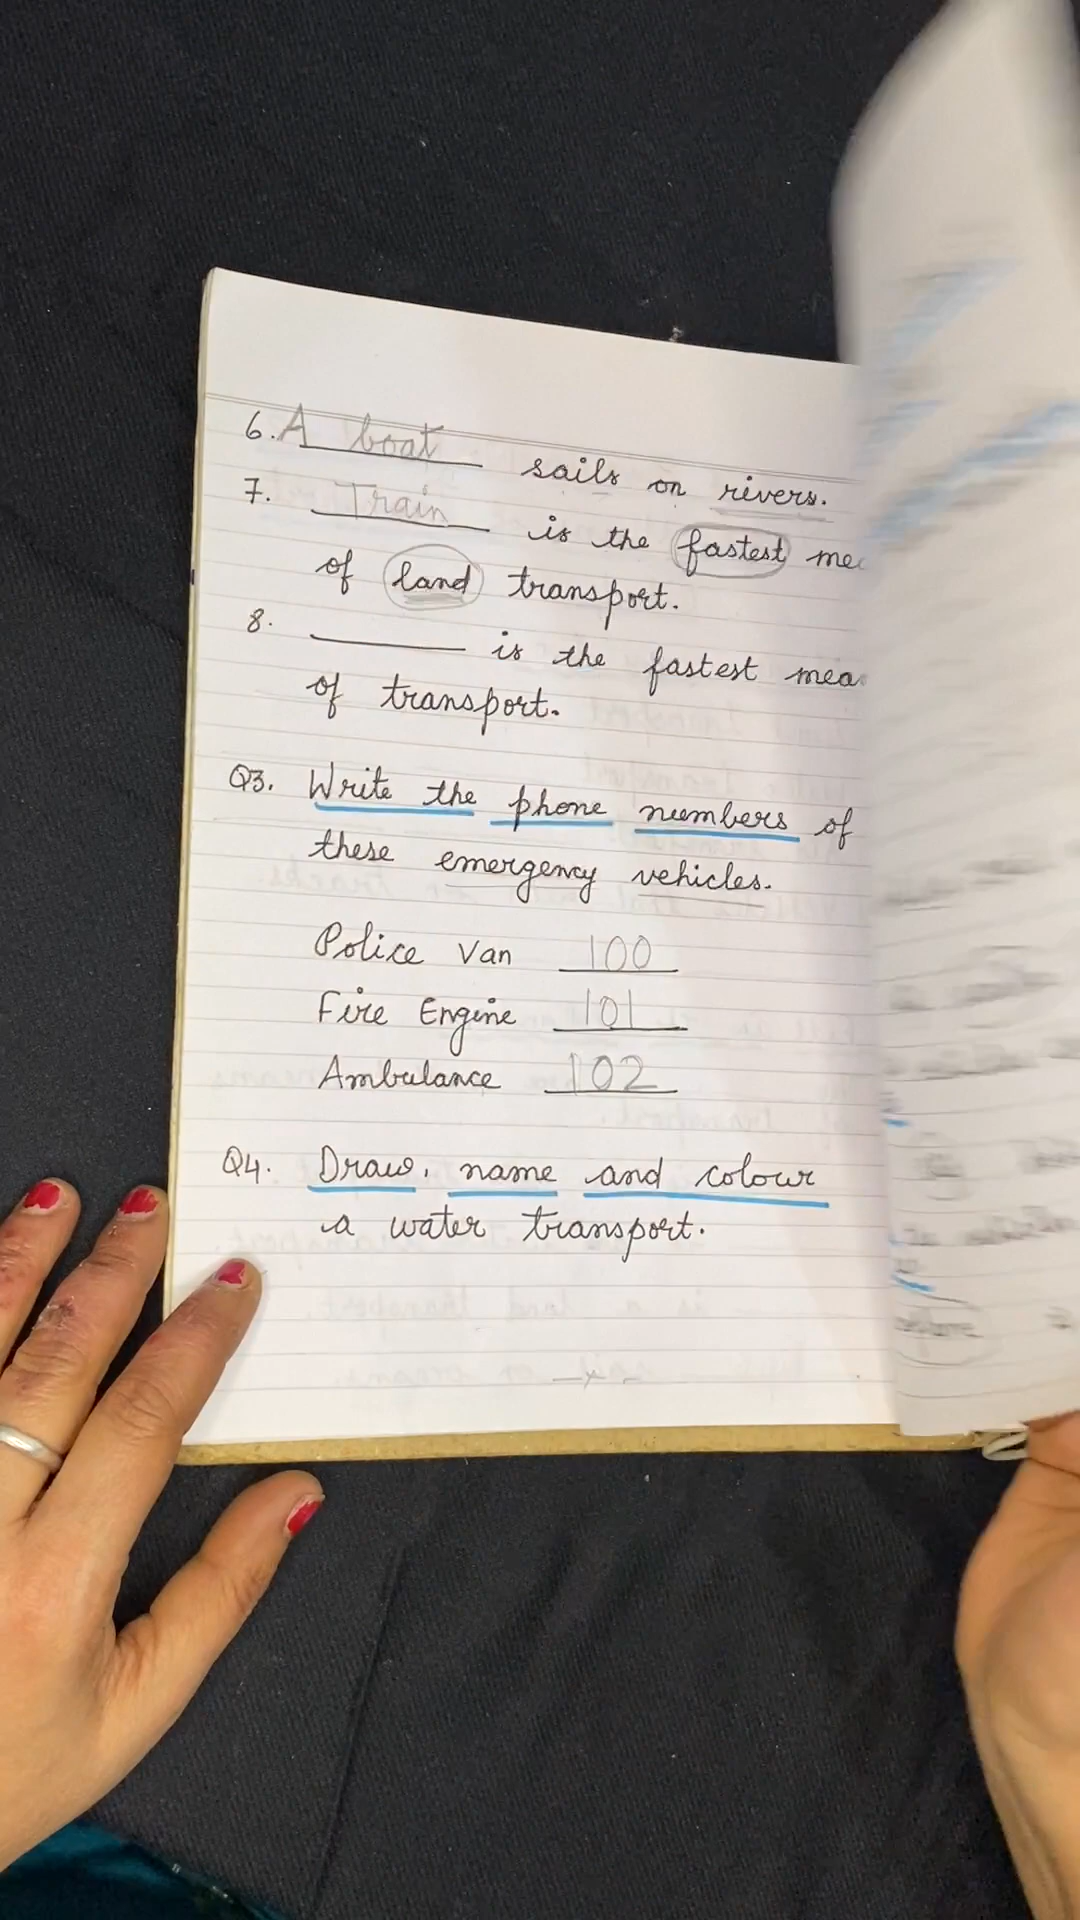 6. A boat sails on rivers.
7. Train is the fastest
of land transport.
8. ______ is the fastest
of transport.
Q3. Write the phone numbers of
these emergency vehicles.
Police Van 100
Fire Engine 101
Ambulance 102
Q4. Draw, name and colour
a water transport.